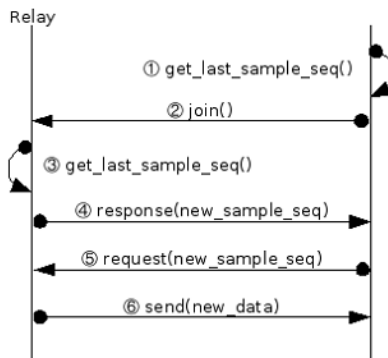 Relay
① get_last_sample_seq()
② join()
③ get_last_sample_seq()
④ response(new_sample_seq)
⑤ request(new_sample_seq)
⑥ send(new_data)